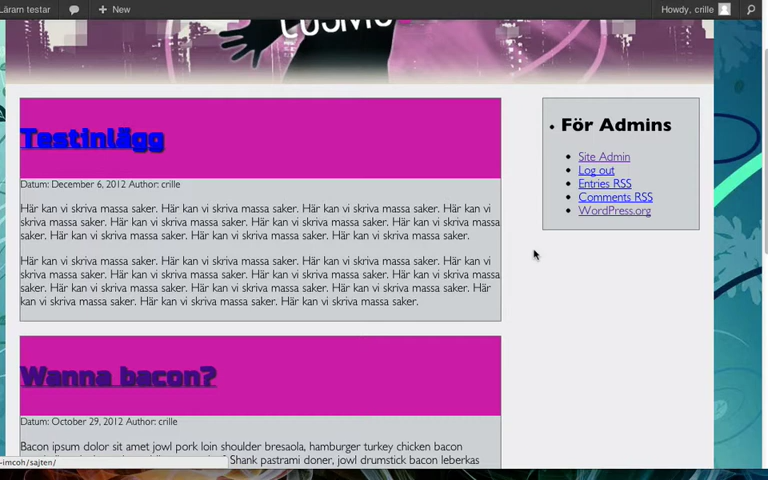 Lärarn testar
New
Howdy, crille
COSMO
Testinlägg
Datum: December 6, 2012 Author: crille
Här kan vi skriva massa saker. Här kan vi skriva massa saker. Här kan vi skriva massa saker. Här kan vi
skriva massa saker. Här kan vi skriva massa saker. Här kan vi skriva massa saker. Här kan vi skriva massa
saker. Här kan vi skriva massa saker. Här kan vi skriva massa saker. Här kan vi skriva massa saker.
Här kan vi skriva massa saker. Här kan vi skriva massa saker. Här kan vi skriva massa saker. Här kan vi
skriva massa saker. Här kan vi skriva massa saker. Här kan vi skriva massa saker. Här kan vi skriva massa
saker. Här kan vi skriva massa saker. Här kan vi skriva massa saker. Här kan vi skriva massa saker. Här
kan vi skriva massa saker. Här kan vi skriva massa saker. Här kan vi skriva massa saker.
För Admins
Site Admin
Log out
Entries RSS
Comments RSS
WordPress.org
Wanna bacon?
Datum: October 29, 2012 Author: crille
Bacon ipsum dolor sit amet jowl pork loin shoulder bresaola, hamburger turkey chicken bacon
Shank pastrami doner, jowl drumstick bacon leberkas
-imcoh/sajten/